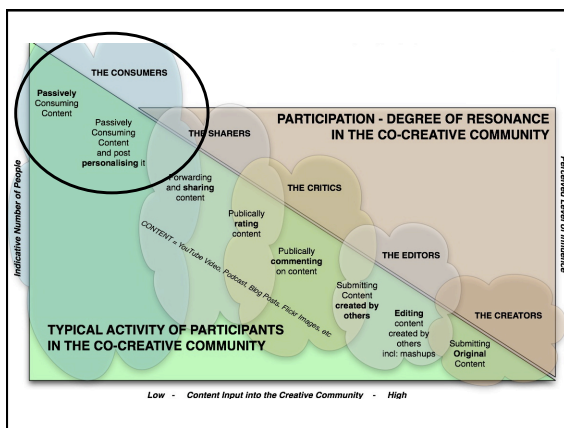 THE CONSUMERS
Passively
Consuming
Content
Passively
Consuming
Content
and post
personalising it
PARTICIPATION - DEGREE OF RESONANCE
IN THE CO-CREATIVE COMMUNITY
THE SHARERS
Forwarding
and sharing
content
THE CRITICS
Publically
rating
content
Publically
commenting
on content
CONTENT = YouTube Video, Podcast, Blog Posts, Flickr Images, etc
THE EDITORS
Submitting
Content
created by
others
Editing
content
created by
others
incl: mashups
THE CREATORS
Submitting
Original
Content
TYPICAL ACTIVITY OF PARTICIPANTS
IN THE CO-CREATIVE COMMUNITY
Indicative Number of People
Perceived Level of Influence
Low - Content Input into the Creative Community - High